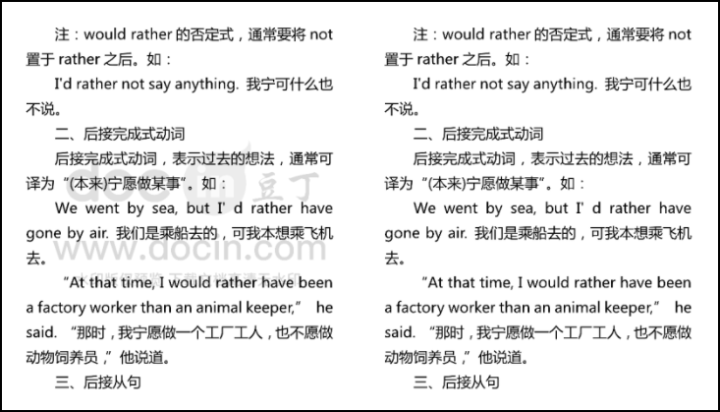 注：would rather 的否定式，通常要将 not
置于 rather 之后。如：
I'd rather not say anything. 我宁可什么也
不说。
二、后接完成式动词
后接完成式动词，表示过去的想法，通常可
译为“(本来)宁愿做某事”。如：
We went by sea, but I' d rather have
gone by air. 我们是乘船去的，可我本想乘飞机
去。
“At that time, I would rather have been
a factory worker than an animal keeper,” he
said. “那时，我宁愿做一个工厂工人，也不愿做
动物饲养员，”他说道。
三、后接从句
docin 豆丁
www.docin.com
注：would rather 的否定式，通常要将 not
置于 rather 之后。如：
I'd rather not say anything. 我宁可什么也
不说。
二、后接完成式动词
后接完成式动词，表示过去的想法，通常可
译为“(本来)宁愿做某事”。如：
We went by sea, but I' d rather have
gone by air. 我们是乘船去的，可我本想乘飞机
去。
“At that time, I would rather have been
a factory worker than an animal keeper,” he
said. “那时，我宁愿做一个工厂工人，也不愿做
动物饲养员，”他说道。
三、后接从句